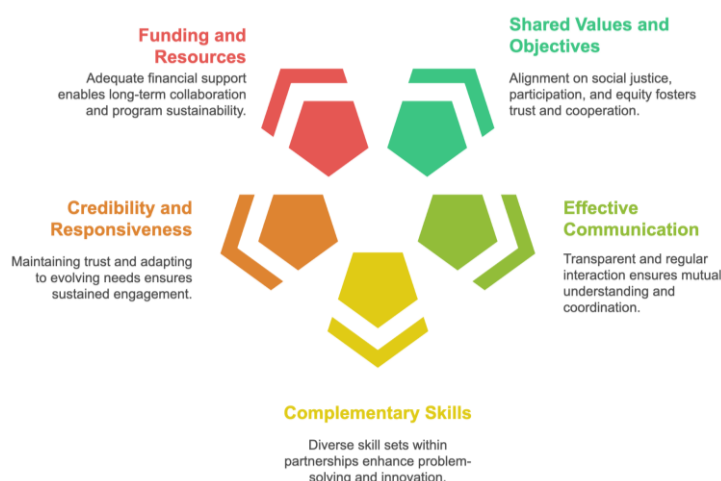 Funding and
Resources
Adequate financial support
enables long-term collaboration
and program sustainability.
Shared Values and
Objectives
Alignment on social justice,
participation, and equity fosters
trust and cooperation.
Credibility and
Responsiveness
Maintaining trust and adapting
to evolving needs ensures
sustained engagement.
Effective
Communication
Transparent and regular
interaction ensures mutual
understanding and
coordination.
Complementary Skills
Diverse skill sets within
partnerships enhance problem-
solving and innovation.